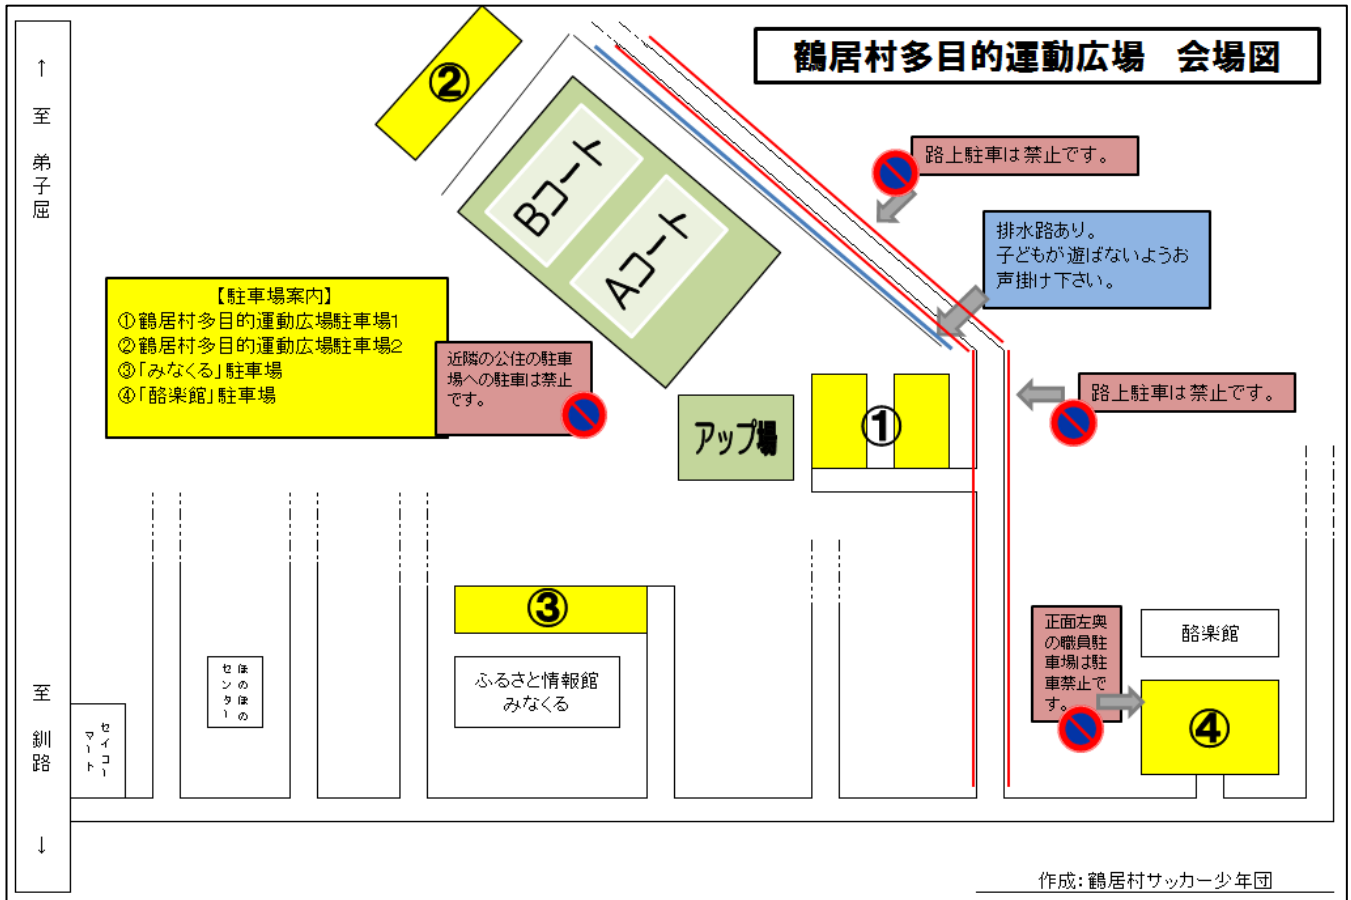 鶴居村多目的運動広場　会場図
↑
至
弟子屈
②
Bコート
Aコート
路上駐車は禁止です。
排水路あり。
子どもが遊ばないようお
声掛け下さい。
【駐車場案内】
①鶴居村多目的運動広場駐車場1
②鶴居村多目的運動広場駐車場2
③「みなくる」駐車場
④「酪楽館」駐車場
近隣の公住の駐車
場への駐車は禁止
です。
アップ場
①
路上駐車は禁止です。
③
ふるさと情報館
みなくる
ほのぼの
センター
セイコー
マート
至
釧路
↓
正面左奥
の職員駐
車場は駐
車禁止で
す。
酪楽館
④
作成：鶴居村サッカー少年団